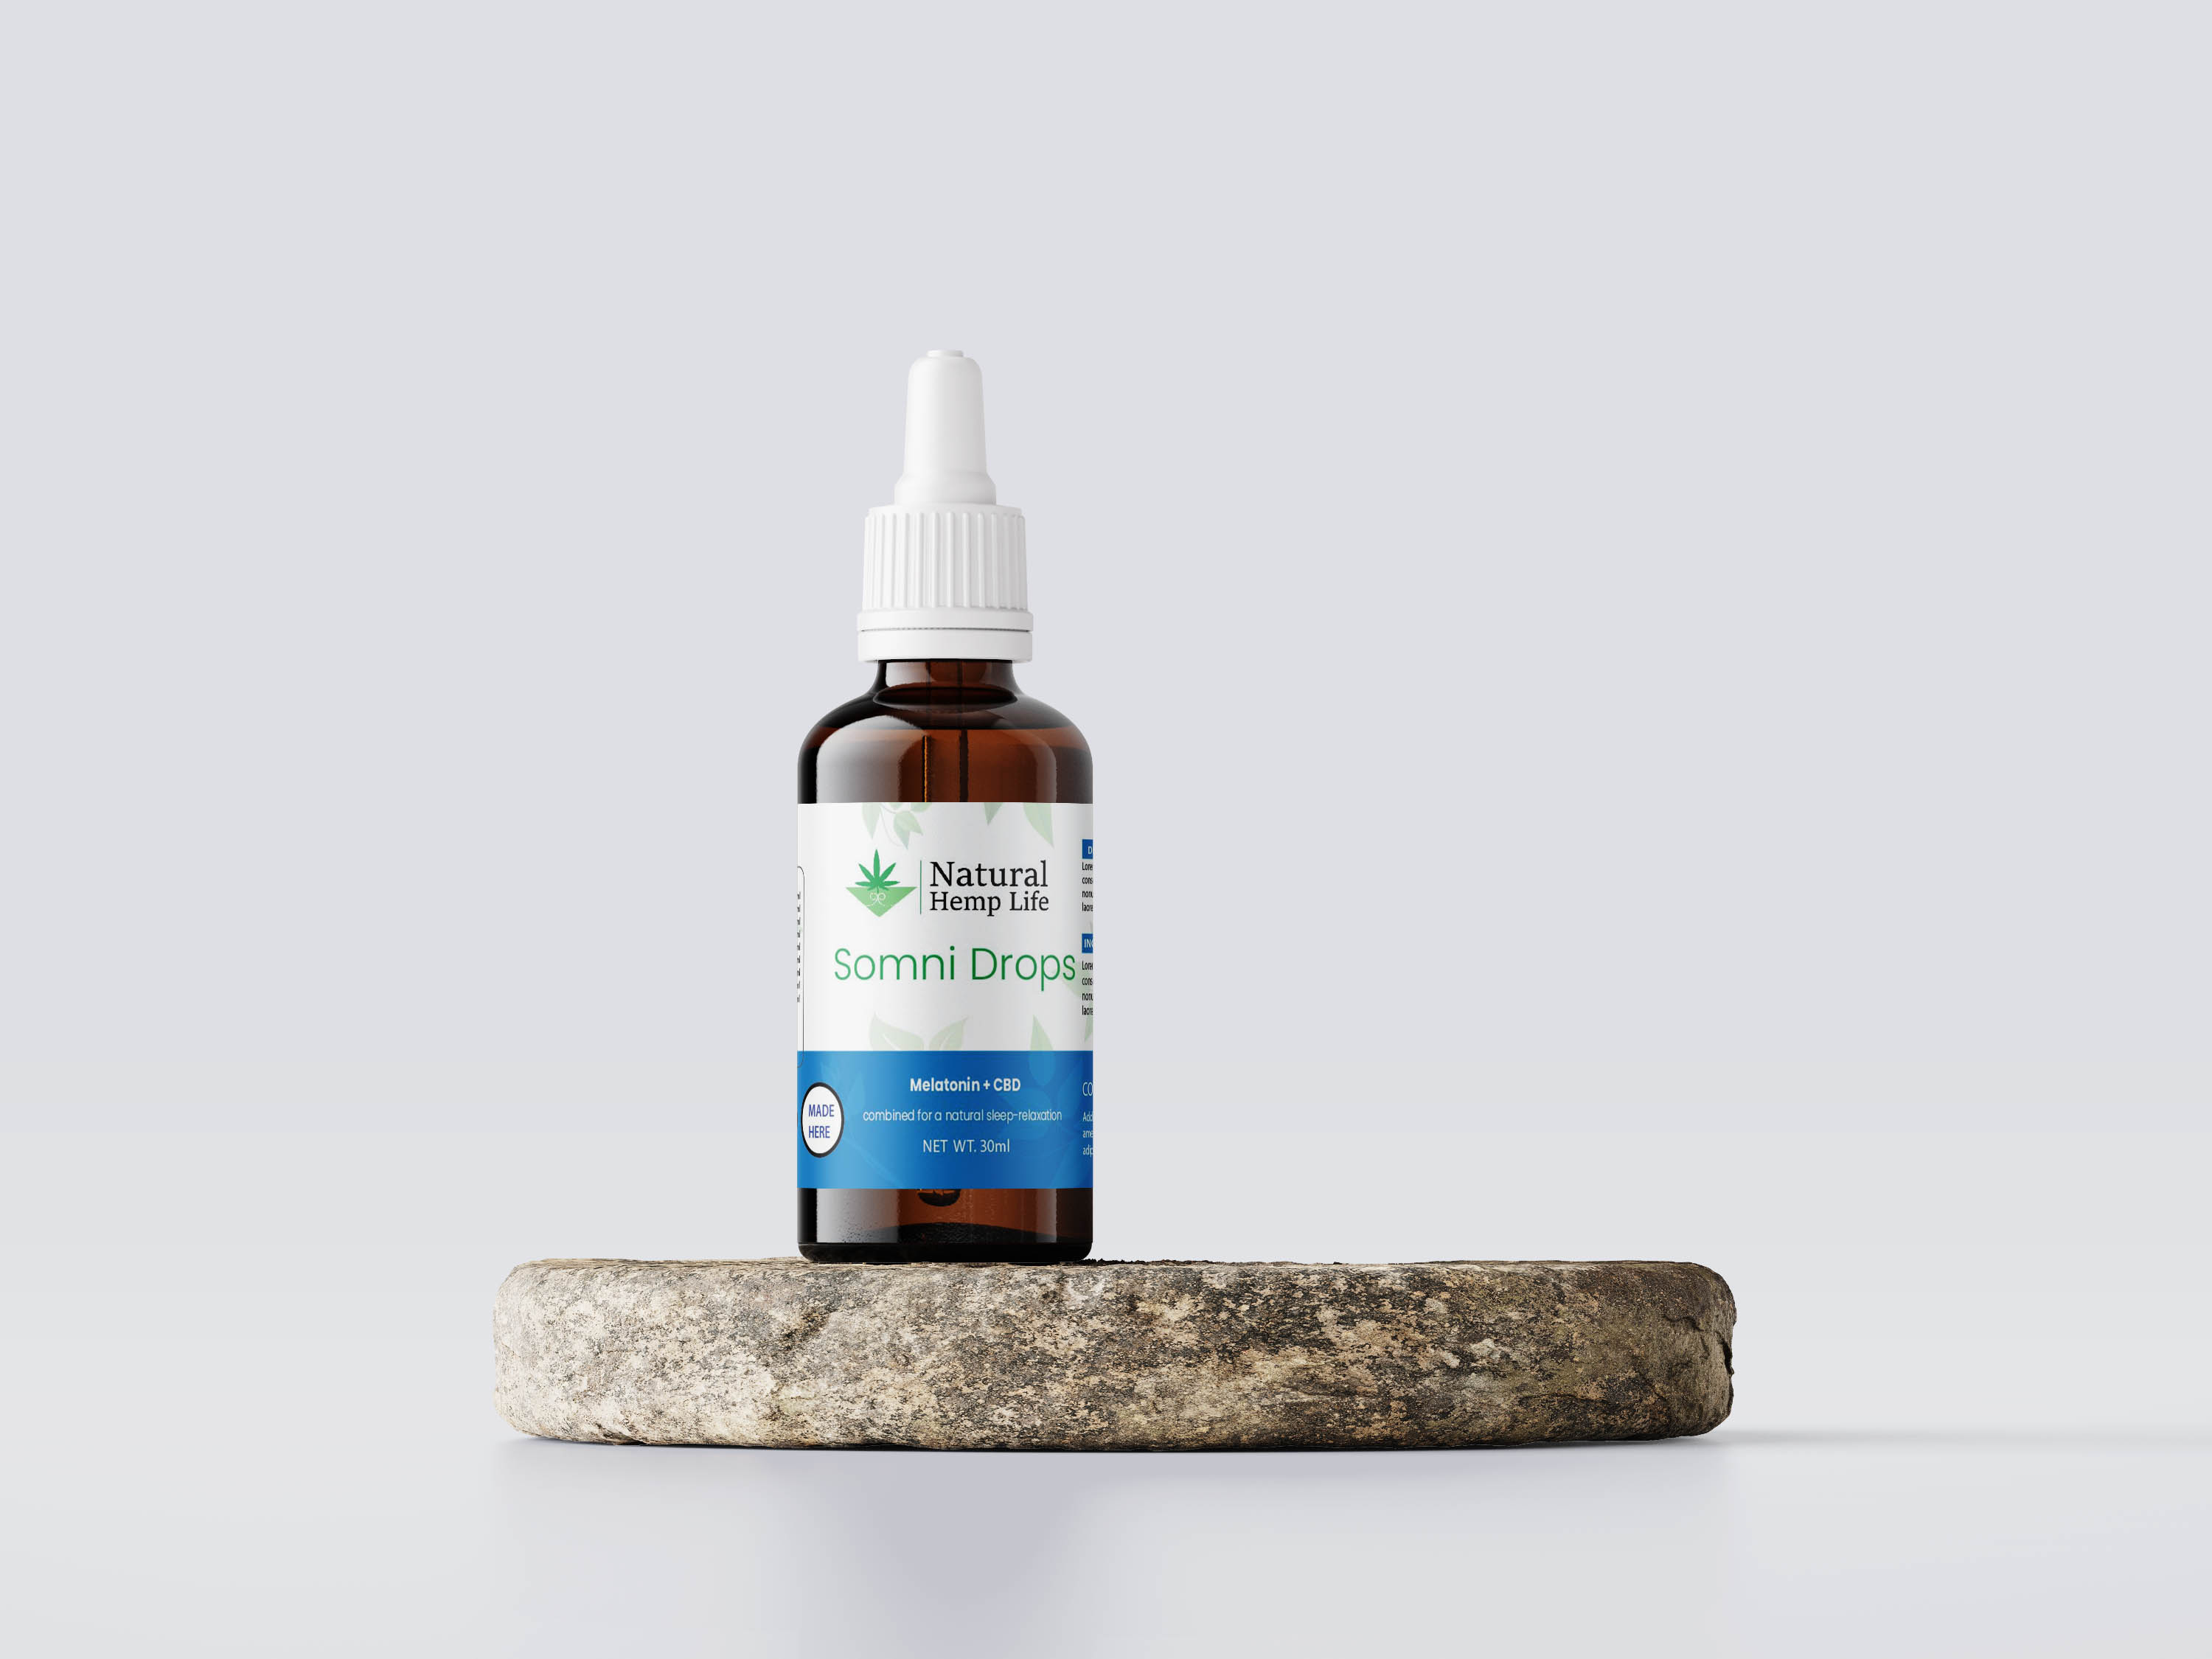 Natural
Hemp Life
Somni Drops
Melatonin + CBD
combined for a natural sleep-relaxation
NET WT. 30ml
MADE
HERE